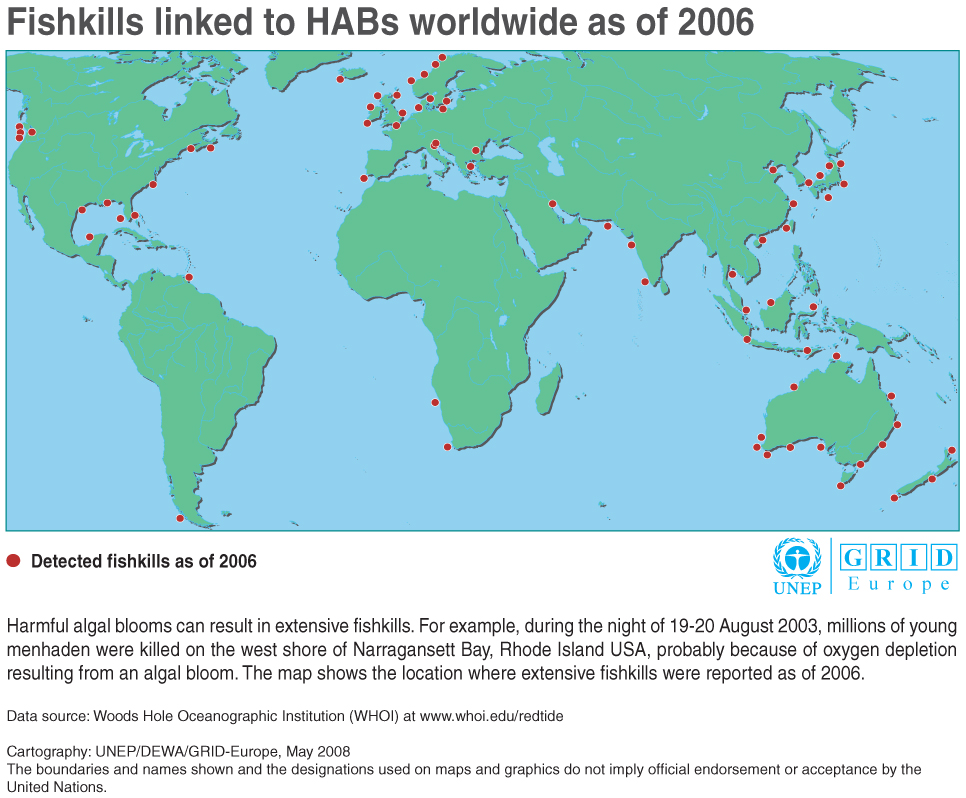 Fishkills linked to HABs worldwide as of 2006
Detected fishkills as of 2006
UNEP
GRID
Europe
Harmful algal blooms can result in extensive fishkills. For example, during the night of 19-20 August 2003, millions of young
menhaden were killed on the west shore of Narragansett Bay, Rhode Island USA, probably because of oxygen depletion
resulting from an algal bloom. The map shows the location where extensive fishkills were reported as of 2006.
Data source: Woods Hole Oceanographic Institution (WHOI) at www.whoi.edu/redtide
Cartography: UNEP/DEWA/GRID-Europe, May 2008
The boundaries and names shown and the designations used on maps and graphics do not imply official endorsement or acceptance by the
United Nations.